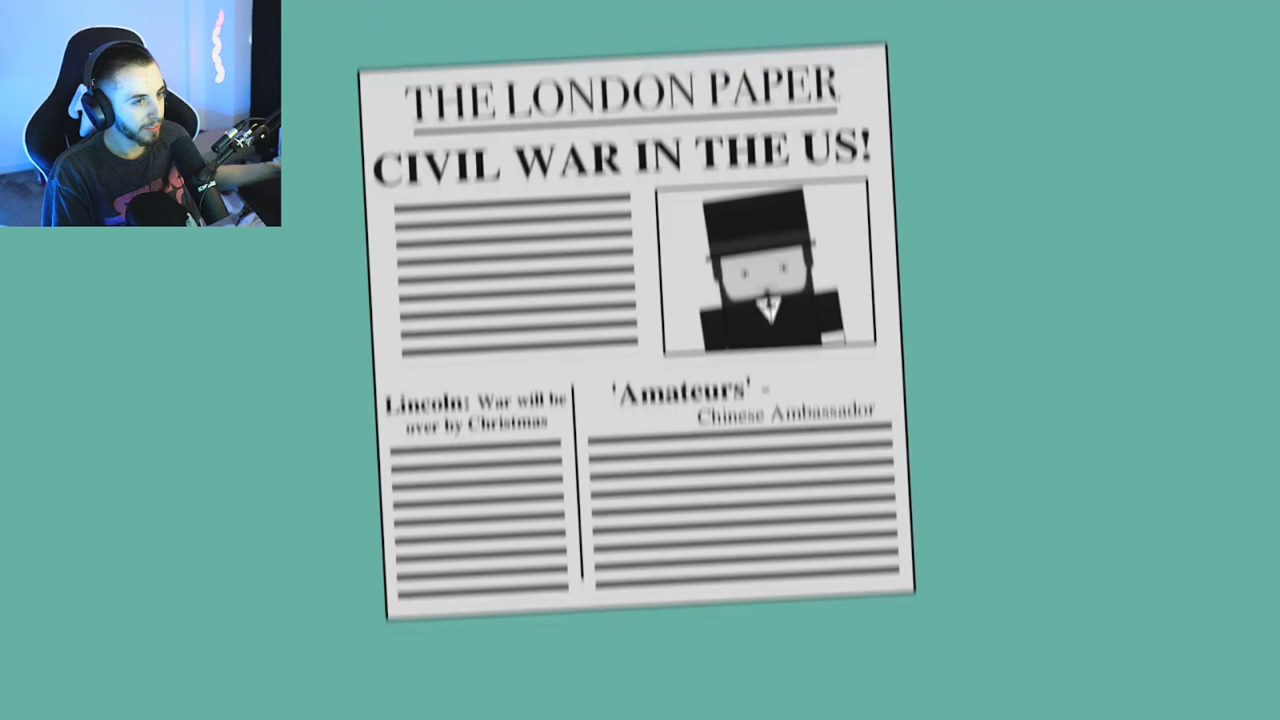 THE LONDON PAPER
CIVIL WAR IN THE US!
Lincoln: War will be
over by Christmas
'Amateurs' -
Chinese Ambassador